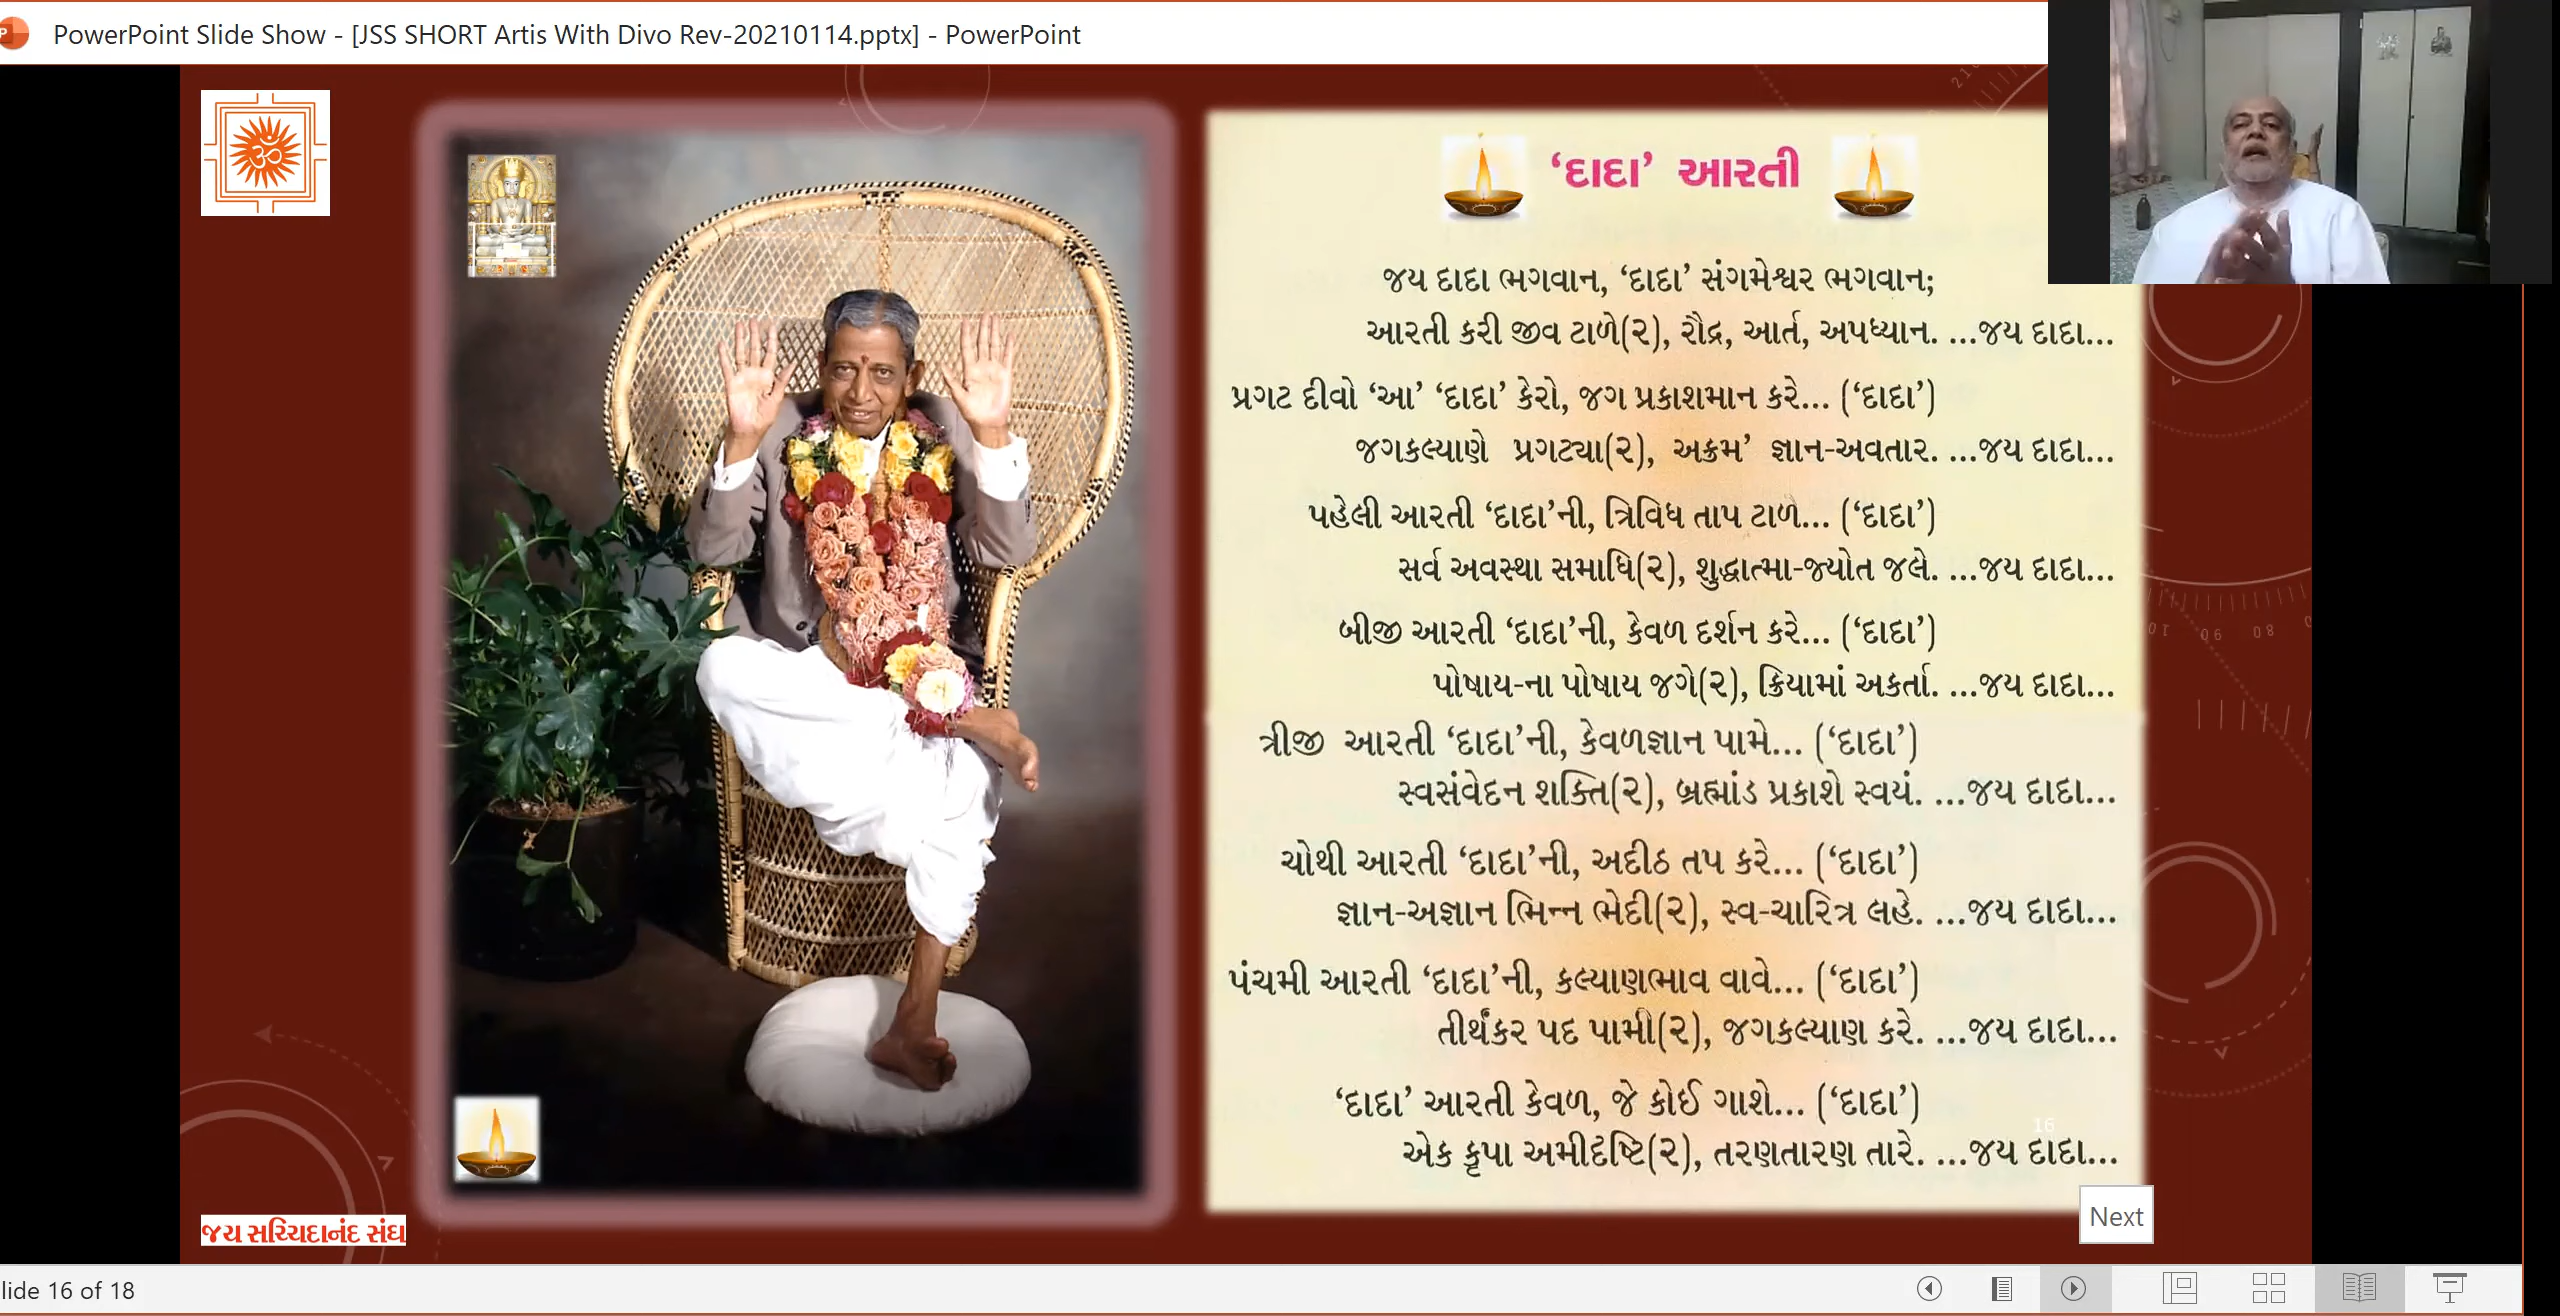 PowerPoint Slide Show - [JSS SHORT Artis With Divo Rev-20210114.pptx] - PowerPoint
‘દાદા’ આરતી
જય દાદા ભગવાન, ‘દાદા’ સંગમેશ્વર ભગવાન;
આરતી કરી જીવ ટાળે(૨), રૌદ્ર, આર્ત, અપધ્યાન. ...જય દાદા...
પ્રગટ દીવો ‘આ’ ‘દાદા’ કેરો, જગ પ્રકાશમાન કરે... (‘દાદા’)
જગકલ્યાણે પ્રગટ્યા(૨), અક્રમ’ જ્ઞાન-અવતાર. ...જય દાદા...
પહેલી આરતી ‘દાદા’ની, ત્રિવિધ તાપ ટાળે... (‘દાદા’)
સર્વ અવસ્થા સમાધિ(૨), શુદ્ધાત્મા-જ્યોત જલે. ...જય દાદા...
બીજી આરતી ‘દાદા’ની, કેવળ દર્શન કરે... (‘દાદા’)
પોષાય-ના પોષાય જગે(૨), ક્રિયામાં અકર્તા. ...જય દાદા...
ત્રીજી આરતી ‘દાદા’ની, કેવળજ્ઞાન પામે... (‘દાદા’)
સ્વસંવેદન શક્તિ(૨), બ્રહ્માંડ પ્રકાશે સ્વયં. ...જય દાદા...
ચોથી આરતી ‘દાદા’ની, અદીઠ તપ કરે... (‘દાદા’)
જ્ઞાન-અજ્ઞાન ભિન્ન ભેદી(૨), સ્વ-ચારિત્ર લહે. ...જય દાદા...
પંચમી આરતી ‘દાદા’ની, કલ્યાણભાવ વાવે... (‘દાદા’)
તીર્થંકર પદ પામી(૨), જગકલ્યાણ કરે. ...જય દાદા...
‘દાદા’ આરતી કેવળ, જે કોઈ ગાશે... (‘દાદા’)
16
એક કૃપા અમીદૃષ્ટિ(૨), તરણતારણ તારે. ...જય દાદા...
જય સચ્ચિદાનંદ સંઘ
Next
lide 16 of 18